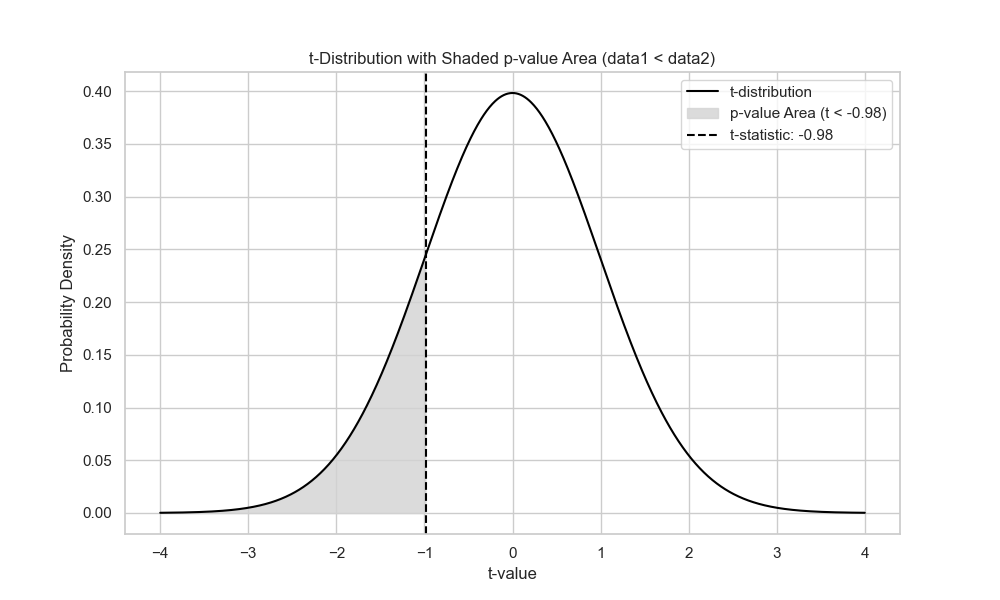 t-Distribution with Shaded p-value Area (data1 < data2)
t-distribution
p-value Area (t < -0.98)
t-statistic: -0.98
Probability Density
0.40
0.35
0.30
0.25
0.20
0.15
0.10
0.05
0.00
−4 −3 −2 −1 0 1 2 3 4
t-value